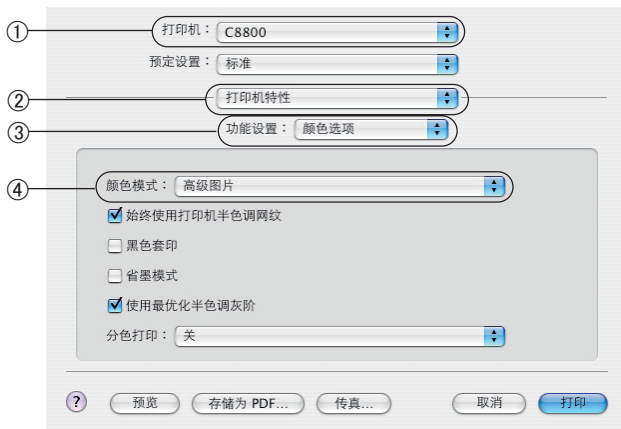 ① 打印机： C8800
预定设置： 标准
② 打印机特性
③ 功能设置： 颜色选项
④ 颜色模式： 高级图片
始终使用打印机半色调网纹
黑色套印
省墨模式
使用最优化半色调灰阶
分色打印： 关
? 预览 存储为 PDF... 传真... 取消 打印